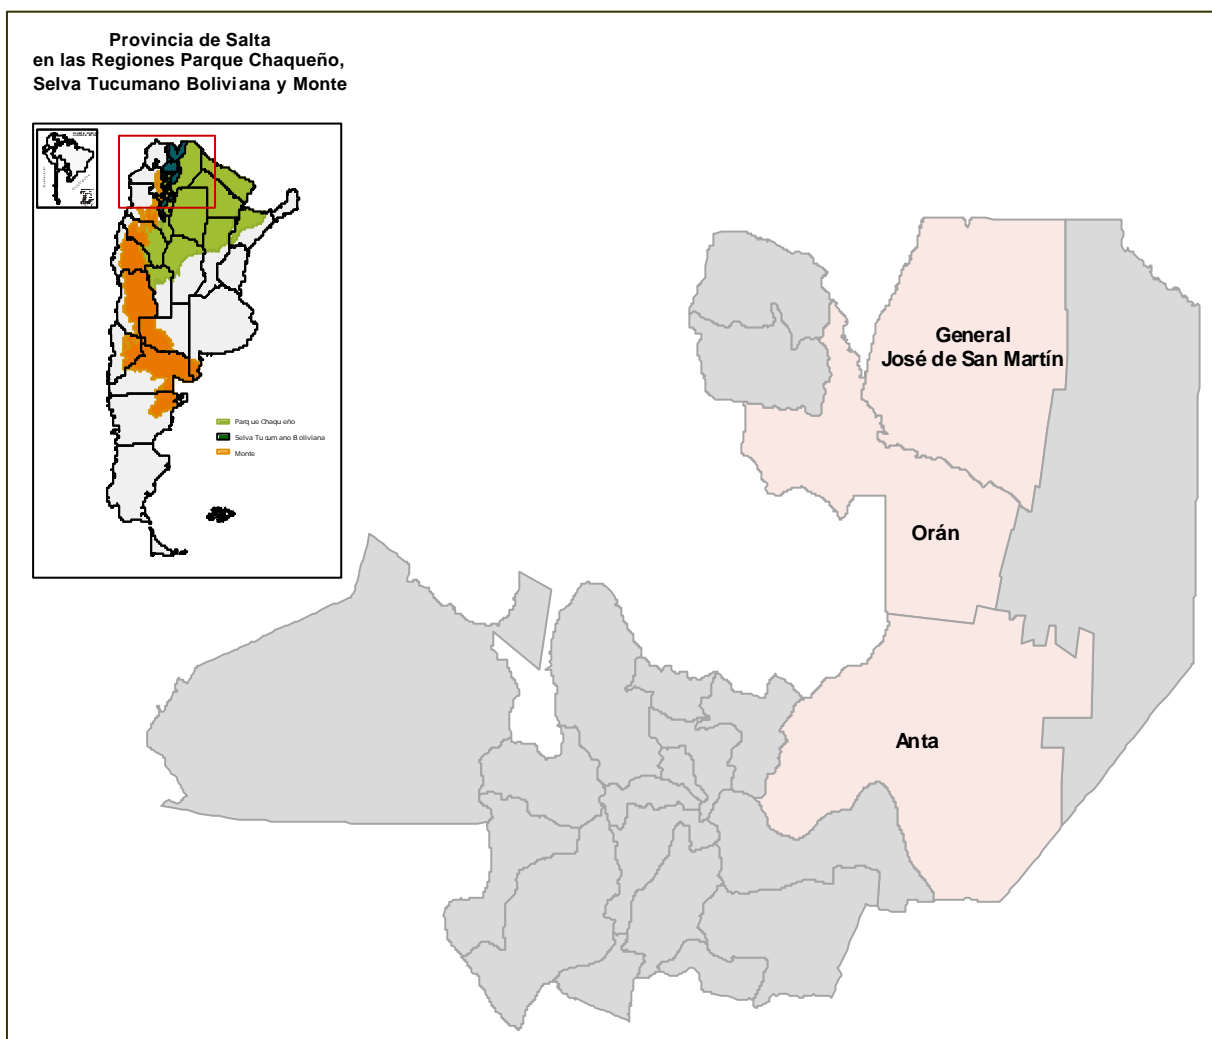 Provincia de Salta
en las Regiones Parque Chaqueño,
Selva Tucumano Boliviana y Monte
Parque Chaqueño
Selva Tucumano Boliviana
Monte
General
José de San Martín
Orán
Anta